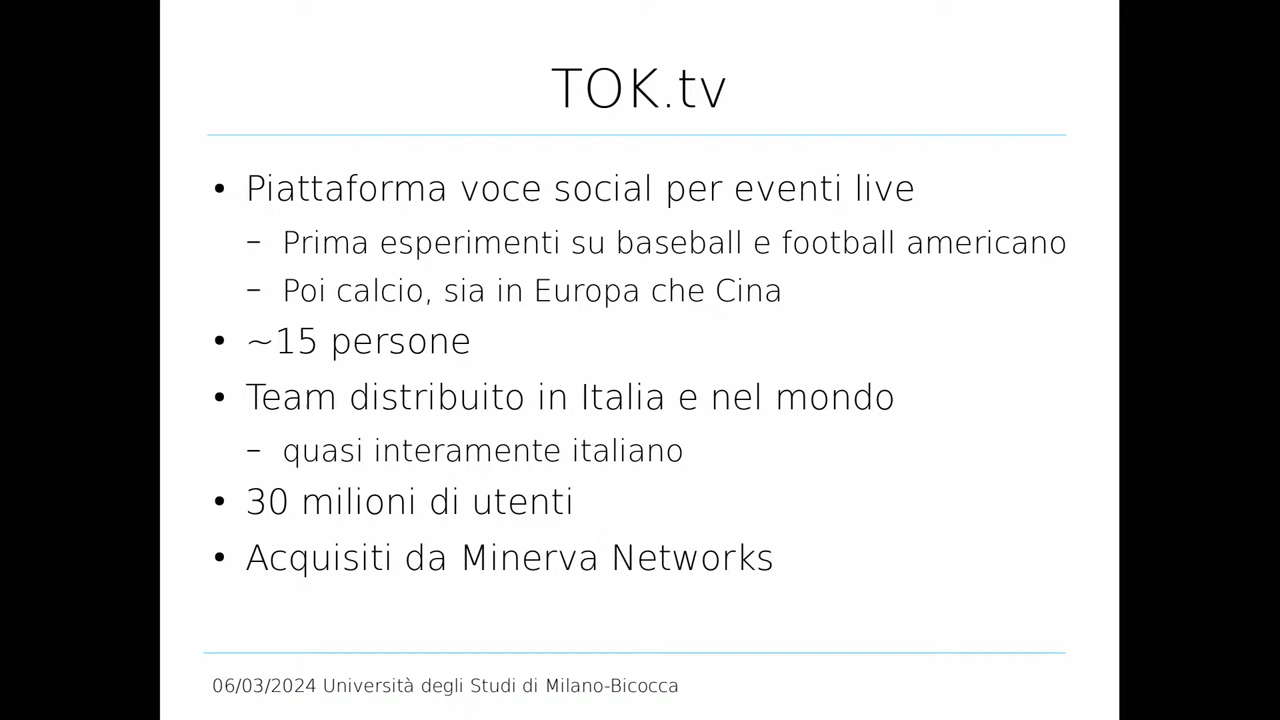 TOK.tv
• Piattaforma voce social per eventi live
– Prima esperimenti su baseball e football americano
– Poi calcio, sia in Europa che Cina
• ~15 persone
• Team distribuito in Italia e nel mondo
– quasi interamente italiano
• 30 milioni di utenti
• Acquisiti da Minerva Networks
06/03/2024 Università degli Studi di Milano-Bicocca